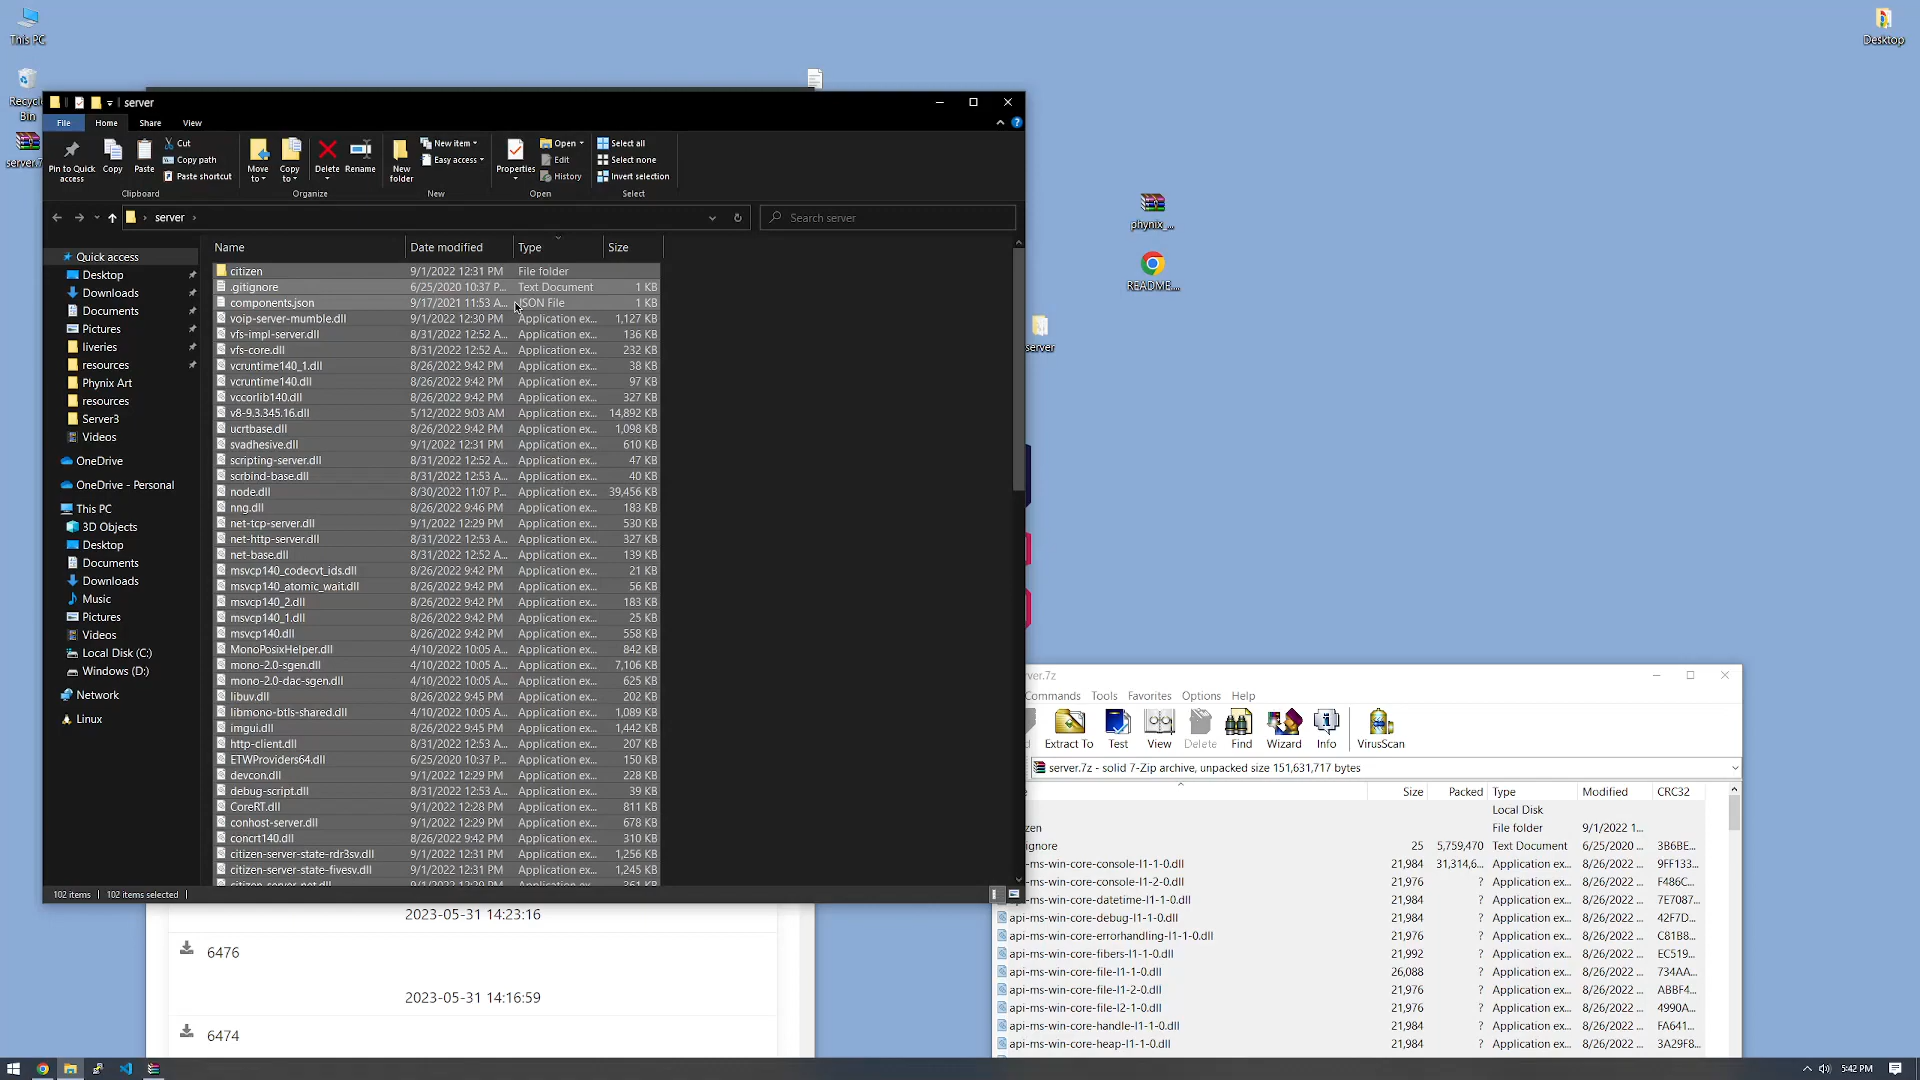 This PC
Desktop
Recycle
Bin
server.7
server
File
Home
Share
View
Pin to Quick
access
Copy
Paste
Cut
Copy path
Paste shortcut
Clipboard
Move
to
Copy
to
Delete
Rename
Organize
New
folder
New item
Easy access
New
Properties
Open
Edit
History
Open
Select all
Select none
Invert selection
Select
server
Search server
Quick access
Desktop
Downloads
Documents
Pictures
liveries
resources
Phynix Art
resources
Server3
Videos
OneDrive
OneDrive - Personal
This PC
3D Objects
Desktop
Documents
Downloads
Music
Pictures
Videos
Local Disk (C:)
Windows (D:)
Network
Linux
Name Date modified Type Size
citizen 9/1/2022 12:31 PM File folder
.gitignore 6/25/2020 10:37 P... Text Document 1 KB
components.json 9/17/2021 11:53 A... JSON File 1 KB
voip-server-mumble.dll 9/1/2022 12:30 PM Application ex... 1,127 KB
vfs-impl-server.dll 8/31/2022 12:52 A... Application ex... 136 KB
vfs-core.dll 8/31/2022 12:52 A... Application ex... 232 KB
vcruntime140_1.dll 8/26/2022 9:42 PM Application ex... 38 KB
vcruntime140.dll 8/26/2022 9:42 PM Application ex... 97 KB
vccorlib140.dll 8/26/2022 9:42 PM Application ex... 327 KB
v8-9.3.345.16.dll 5/12/2022 9:03 AM Application ex... 14,892 KB
ucrtbase.dll 8/26/2022 9:42 PM Application ex... 1,098 KB
svadhesive.dll 9/1/2022 12:31 PM Application ex... 610 KB
scripting-server.dll 8/31/2022 12:52 A... Application ex... 47 KB
scrbind-base.dll 8/31/2022 12:53 A... Application ex... 40 KB
node.dll 8/30/2022 11:07 P... Application ex... 39,456 KB
nng.dll 8/26/2022 9:46 PM Application ex... 183 KB
net-tcp-server.dll 9/1/2022 12:29 PM Application ex... 530 KB
net-http-server.dll 8/31/2022 12:53 A... Application ex... 327 KB
net-base.dll 8/31/2022 12:52 A... Application ex... 139 KB
msvcp140_codecvt_ids.dll 8/26/2022 9:42 PM Application ex... 21 KB
msvcp140_atomic_wait.dll 8/26/2022 9:42 PM Application ex... 56 KB
msvcp140_2.dll 8/26/2022 9:42 PM Application ex... 183 KB
msvcp140_1.dll 8/26/2022 9:42 PM Application ex... 25 KB
msvcp140.dll 8/26/2022 9:42 PM Application ex... 558 KB
MonoPosixHelper.dll 4/10/2022 10:05 A... Application ex... 842 KB
mono-2.0-sgen.dll 4/10/2022 10:05 A... Application ex... 7,106 KB
mono-2.0-dac-sgen.dll 4/10/2022 10:05 A... Application ex... 625 KB
libuv.dll 8/26/2022 9:45 PM Application ex... 202 KB
libmono-btls-shared.dll 4/10/2022 10:05 A... Application ex... 1,089 KB
imgui.dll 8/26/2022 9:45 PM Application ex... 1,442 KB
http-client.dll 8/31/2022 12:53 A... Application ex... 207 KB
ETWProviders64.dll 6/25/2020 10:37 P... Application ex... 150 KB
devcon.dll 9/1/2022 12:29 PM Application ex... 228 KB
debug-script.dll 8/31/2022 12:53 A... Application ex... 39 KB
CoreRT.dll 9/1/2022 12:28 PM Application ex... 811 KB
conhost-server.dll 9/1/2022 12:29 PM Application ex... 678 KB
concrt140.dll 8/26/2022 9:42 PM Application ex... 310 KB
citizen-server-state-rdr3sv.dll 9/1/2022 12:31 PM Application ex... 1,256 KB
citizen-server-state-fivesv.dll 9/1/2022 12:31 PM Application ex... 1,245 KB
102 items 102 items selected
2023-05-31 14:23:16
6476
2023-05-31 14:16:59
6474
phynix_...
README....
server
ver.7z
Commands Tools Favorites Options Help
Extract To Test View Delete Find Wizard Info VirusScan
server.7z - solid 7-Zip archive, unpacked size 151,631,717 bytes
Size Packed Type Modified CRC32
Local Disk
zen File folder 9/1/2022 1...
gnore 25 5,759,470 Text Document 6/25/2020 ... 3B6BE...
api-ms-win-core-console-l1-1-0.dll 21,984 31,314,6... Application ex... 8/26/2022 ... 9FF133...
api-ms-win-core-console-l1-2-0.dll 21,976 ? Application ex... 8/26/2022 ... F486C...
api-ms-win-core-datetime-l1-1-0.dll 21,984 ? Application ex... 8/26/2022 ... 7E7087...
api-ms-win-core-debug-l1-1-0.dll 21,984 ? Application ex... 8/26/2022 ... 42F7D...
api-ms-win-core-errorhandling-l1-1-0.dll 21,976 ? Application ex... 8/26/2022 ... C81B8...
api-ms-win-core-fibers-l1-1-0.dll 21,992 ? Application ex... 8/26/2022 ... EC519...
api-ms-win-core-file-l1-1-0.dll 26,088 ? Application ex... 8/26/2022 ... 734AA...
api-ms-win-core-file-l1-2-0.dll 21,976 ? Application ex... 8/26/2022 ... ABBF4...
api-ms-win-core-file-l2-1-0.dll 21,984 ? Application ex... 8/26/2022 ... 4990A...
api-ms-win-core-handle-l1-1-0.dll 21,984 ? Application ex... 8/26/2022 ... FA641...
api-ms-win-core-heap-l1-1-0.dll 21,984 ? Application ex... 8/26/2022 ... 3A29F8...
5:42 PM